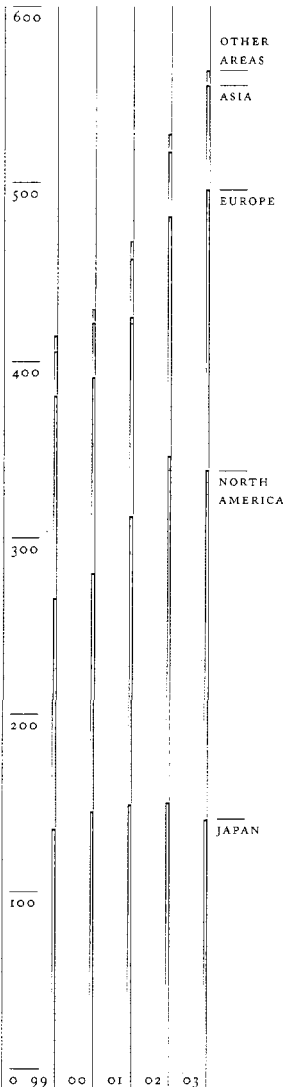 600
OTHER
AREAS
ASIA
500
EUROPE
400
NORTH
AMERICA
300
200
JAPAN
100
0 99 00 01 02 03